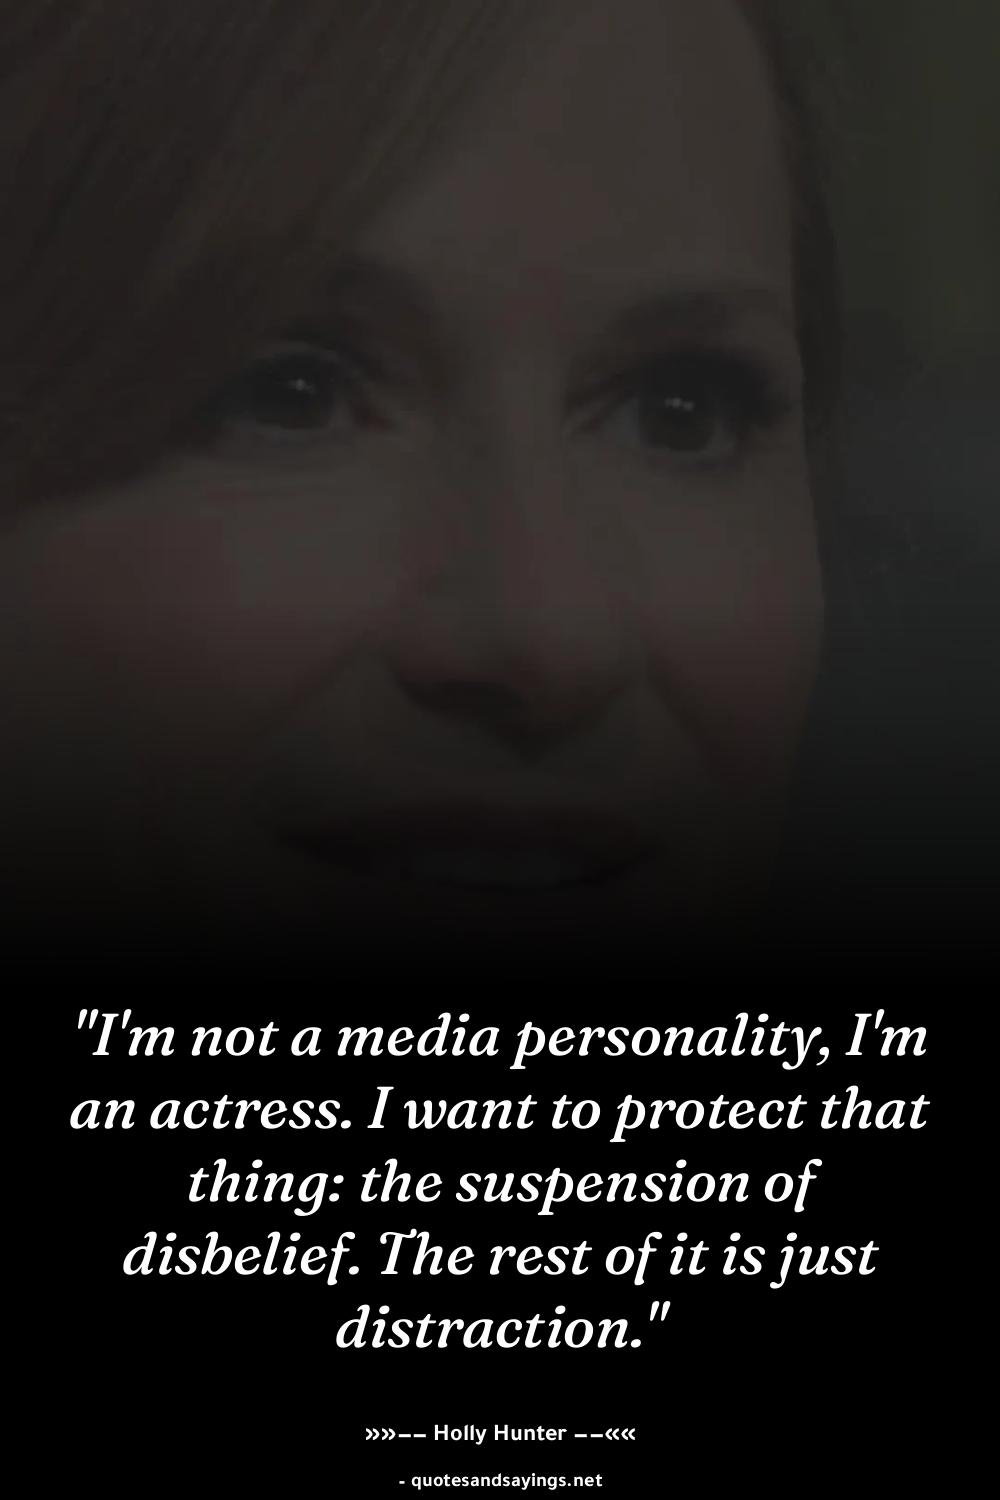 "I'm not a media personality, I'm
an actress. I want to protect that
thing: the suspension of
disbelief. The rest of it is just
distraction."
»»–– Holly Hunter ––««
- quotesandsayings.net